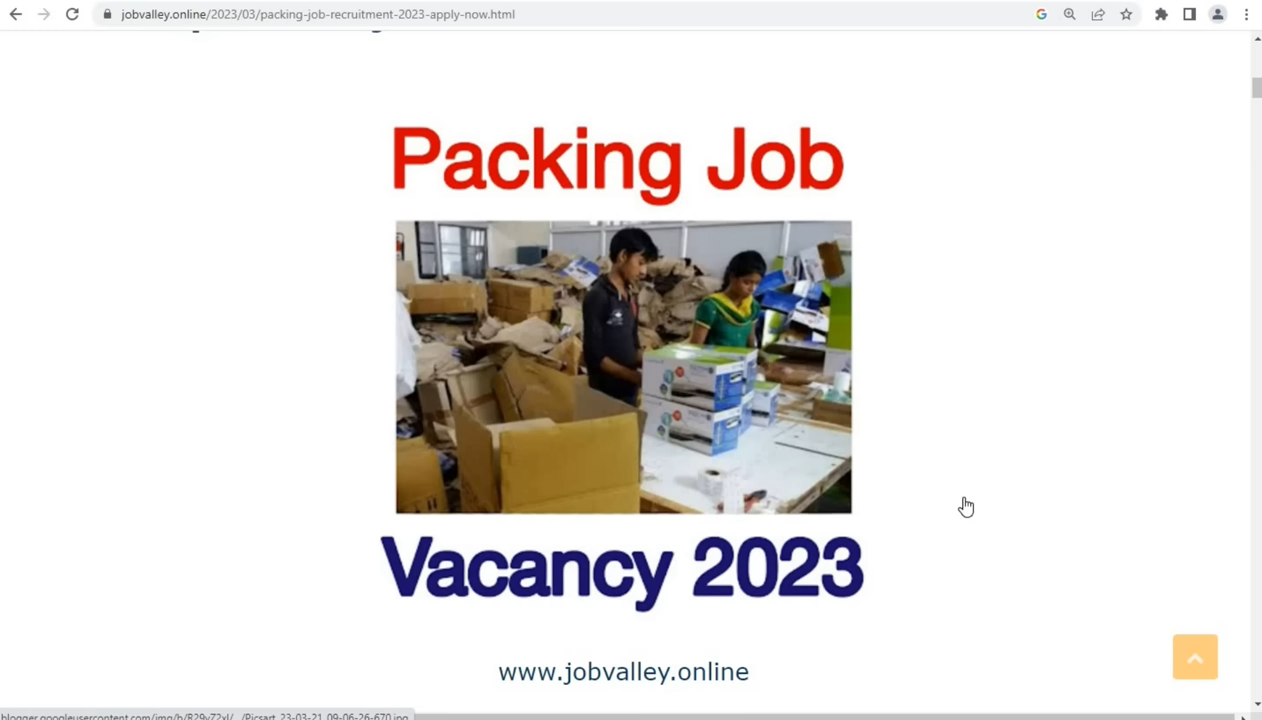 jobvalley.online/2023/03/packing-job-recruitment-2023-apply-now.html
Packing Job
Vacancy 2023
www.jobvalley.online